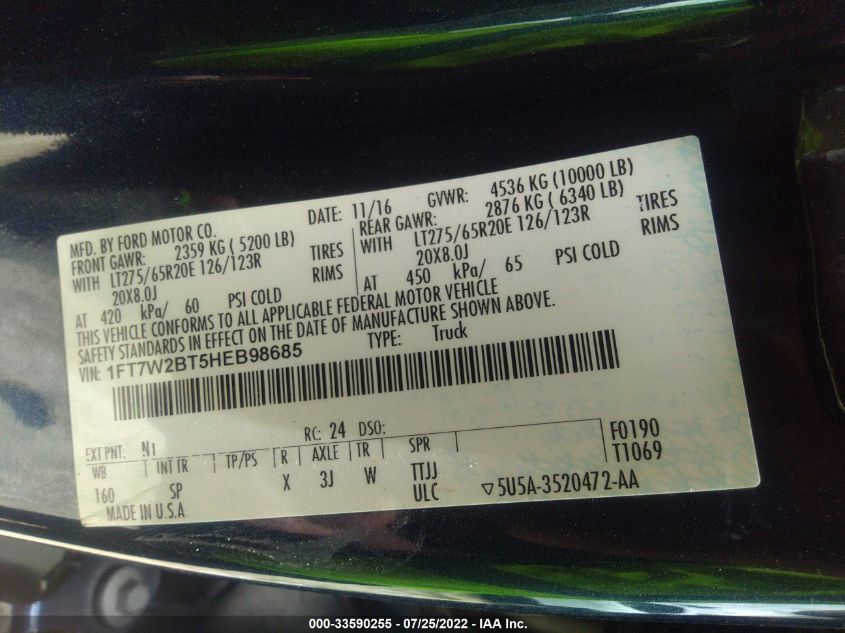 MFD. BY FORD MOTOR CO.
DATE: 11/16 GVWR: 4536 KG (10000 LB)
FRONT GAWR: 2359 KG ( 5200 LB) REAR GAWR: 2876 KG ( 6340 LB)
WITH LT275/65R20E 126/123R TIRES WITH LT275/65R20E 126/123R TIRES
20X8.0J RIMS 20X8.0J RIMS
AT 420 kPa/ 60 PSI COLD AT 450 kPa/ 65 PSI COLD
THIS VEHICLE CONFORMS TO ALL APPLICABLE FEDERAL MOTOR VEHICLE
SAFETY STANDARDS IN EFFECT ON THE DATE OF MANUFACTURE SHOWN ABOVE.
VIN: 1FT7W2BT5HEB98685 TYPE: Truck
EXT PNT: N1 RC: 24 DSO: F0190
WB INT TR TP/PS R AXLE TR SPR T1069
160 SP X 3J W TTJJ
MADE IN U.S.A. ULC ▽5U5A-3520472-AA
000-33590255 - 07/25/2022 - IAA Inc.